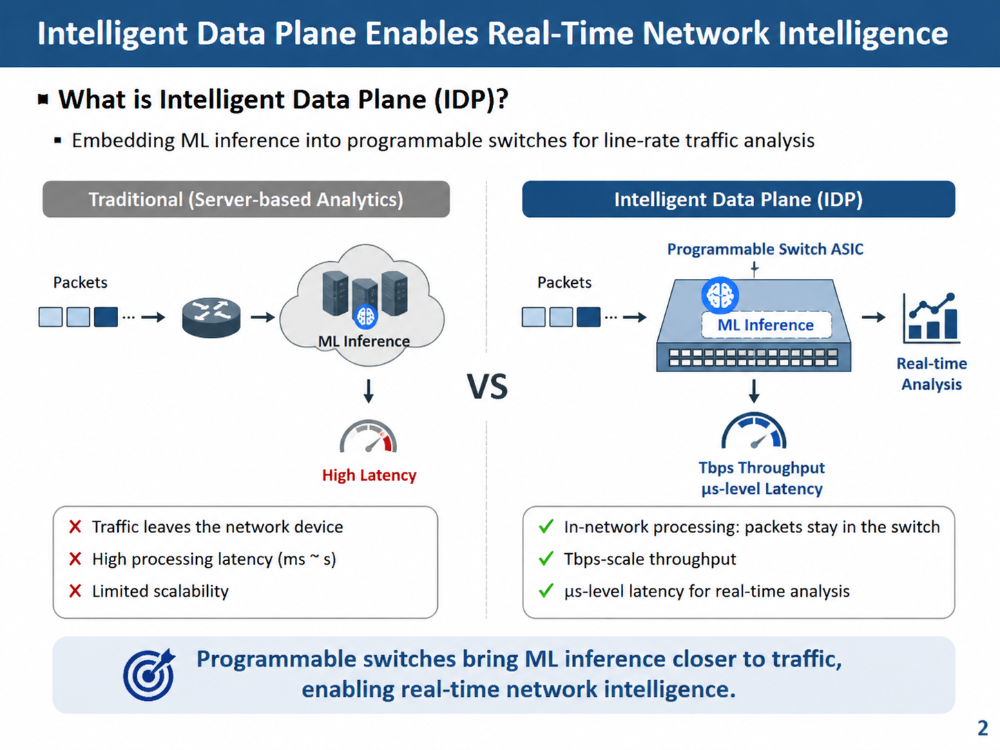 Intelligent Data Plane Enables Real-Time Network Intelligence
What is Intelligent Data Plane (IDP)?
Embedding ML inference into programmable switches for line-rate traffic analysis
Traditional (Server-based Analytics)
Packets
...
ML Inference
High Latency
✗ Traffic leaves the network device
✗ High processing latency (ms ~ s)
✗ Limited scalability
VS
Intelligent Data Plane (IDP)
Programmable Switch ASIC
Packets
...
ML Inference
Real-time
Analysis
Tbps Throughput
µs-level Latency
✓ In-network processing: packets stay in the switch
✓ Tbps-scale throughput
✓ µs-level latency for real-time analysis
Programmable switches bring ML inference closer to traffic,
enabling real-time network intelligence.
2